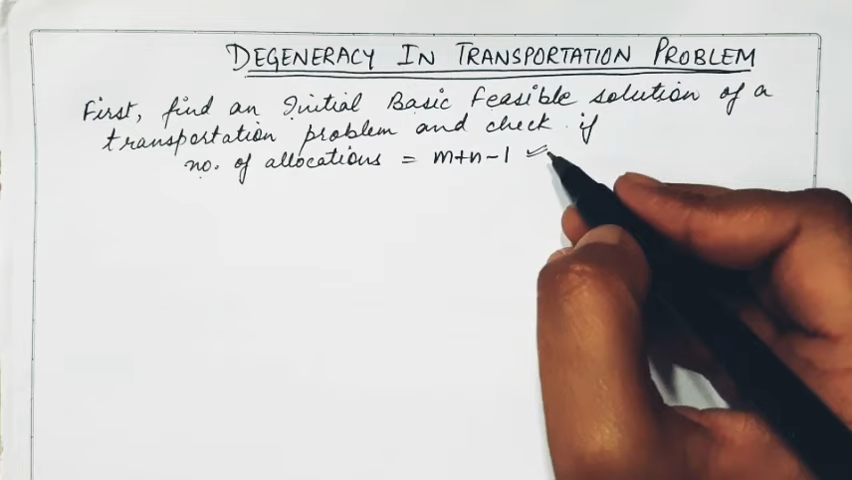 DEGENERACY IN TRANSPORTATION PROBLEM
First, find an Initial Basic Feasible solution of a
transportation problem and check if
no. of allocations = m+n-1